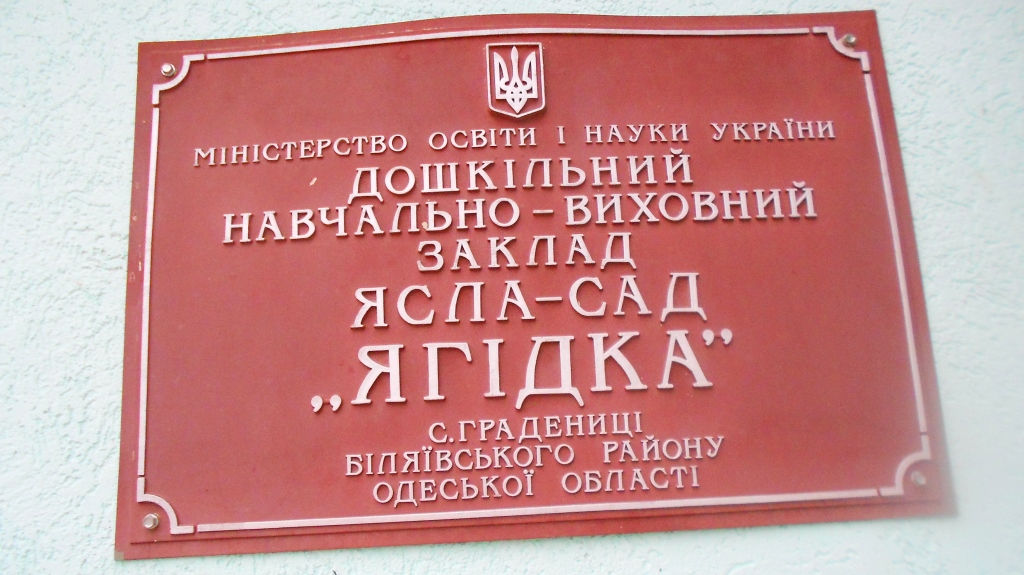 МІНІСТЕРСТВО ОСВІТИ І НАУКИ УКРАЇНИ
ДОШКІЛЬНИЙ
НАВЧАЛЬНО-ВИХОВНИЙ
ЗАКЛАД
ЯСЛА-САД
„ЯГІДКА”
С.ГРАДЕНИЦІ
БІЛЯЇВСЬКОГО РАЙОНУ
ОДЕСЬКОЇ ОБЛАСТІ